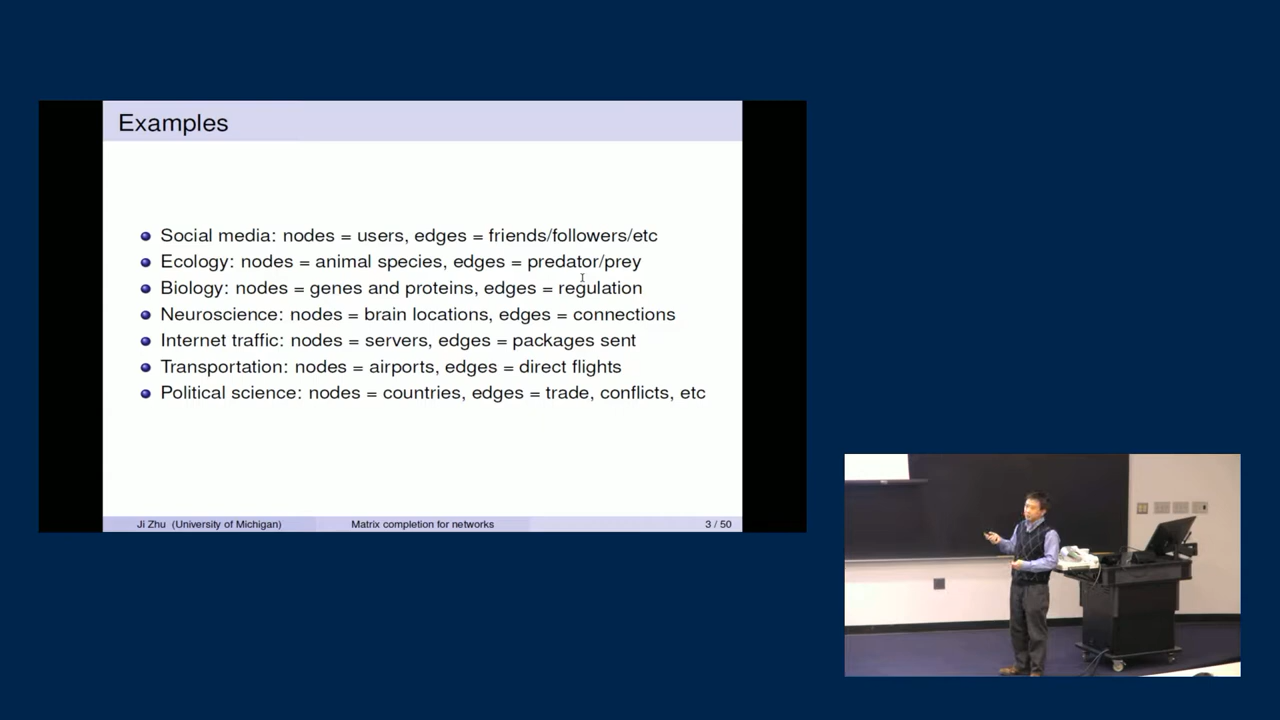 Examples
Social media: nodes = users, edges = friends/followers/etc
Ecology: nodes = animal species, edges = predator/prey
Biology: nodes = genes and proteins, edges = regulation
Neuroscience: nodes = brain locations, edges = connections
Internet traffic: nodes = servers, edges = packages sent
Transportation: nodes = airports, edges = direct flights
Political science: nodes = countries, edges = trade, conflicts, etc
Ji Zhu (University of Michigan) Matrix completion for networks 3 / 50